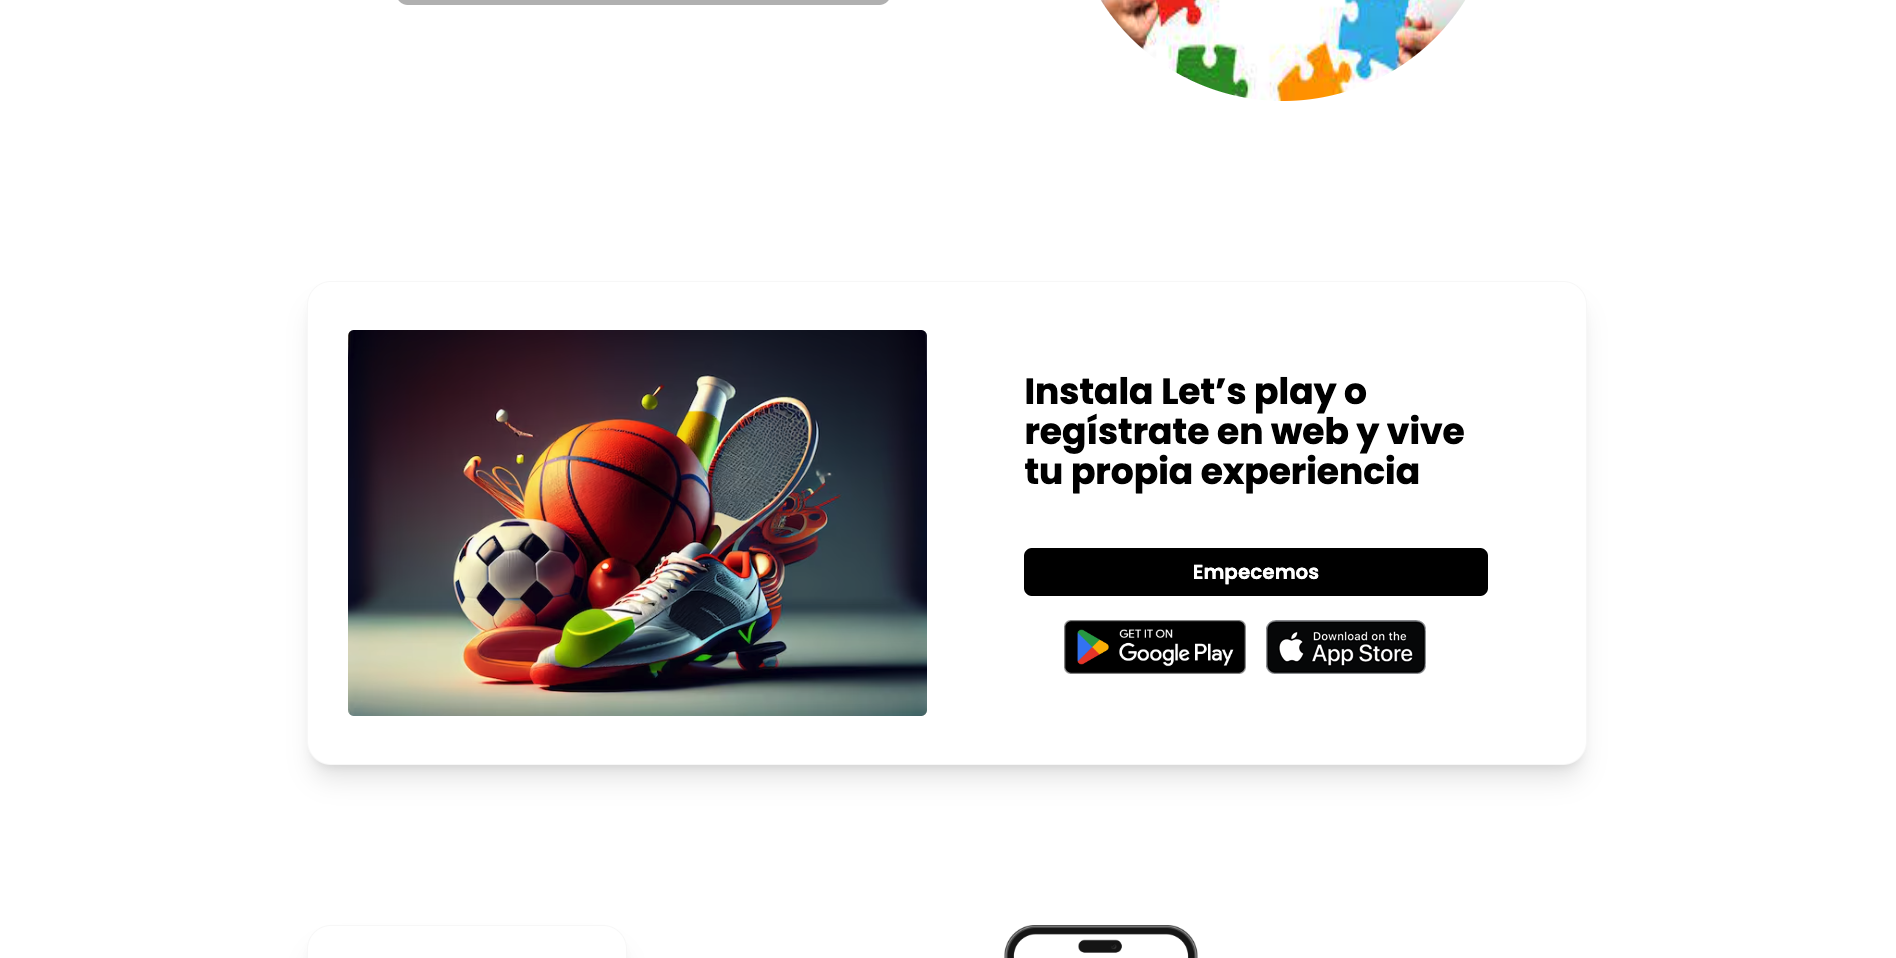 Instala Let’s play o
regístrate en web y vive
tu propia experiencia
Empecemos
GET IT ON
Google Play
Download on the
App Store